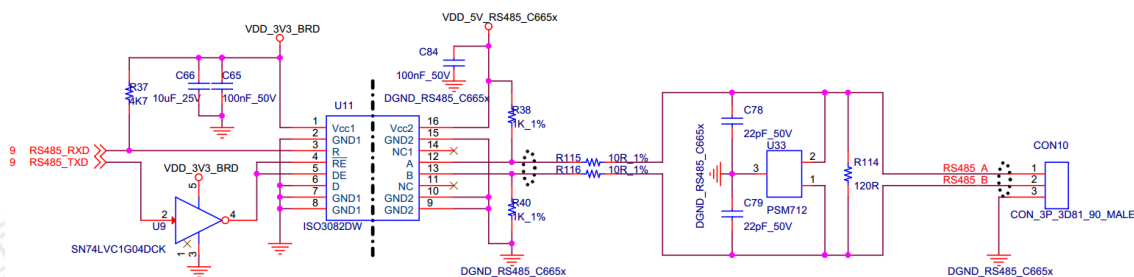 VDD_3V3_BRD
VDD_5V_RS485_C665x
C66
C65
10uF_25V
100nF_50V
R37
4K7
C84
100nF_50V
DGND_RS485_C665x
U11
1 Vcc1 Vcc2 16
2 GND1 GND2 15
3 R NC1 14
4 RE A 12
5 DE B 13
6 D NC 11
7 GND1 GND2 10
8 GND1 GND2 9
ISO3082DW
R38
1K_1%
R40
1K_1%
DGND_RS485_C665x
9 RS485_RXD
9 RS485_TXD
VDD_3V3_BRD
5
2
4
U9
1
3
SN74LVC1G04DCK
R115 10R_1%
R116 10R_1%
C78
22pF_50V
U33
3
2
1
PSM712
C79
22pF_50V
DGND_RS485_C665x
R114
120R
RS485_A
RS485_B
CON10
1
2
3
CON_3P_3D81_90_MALE
DGND_RS485_C665x